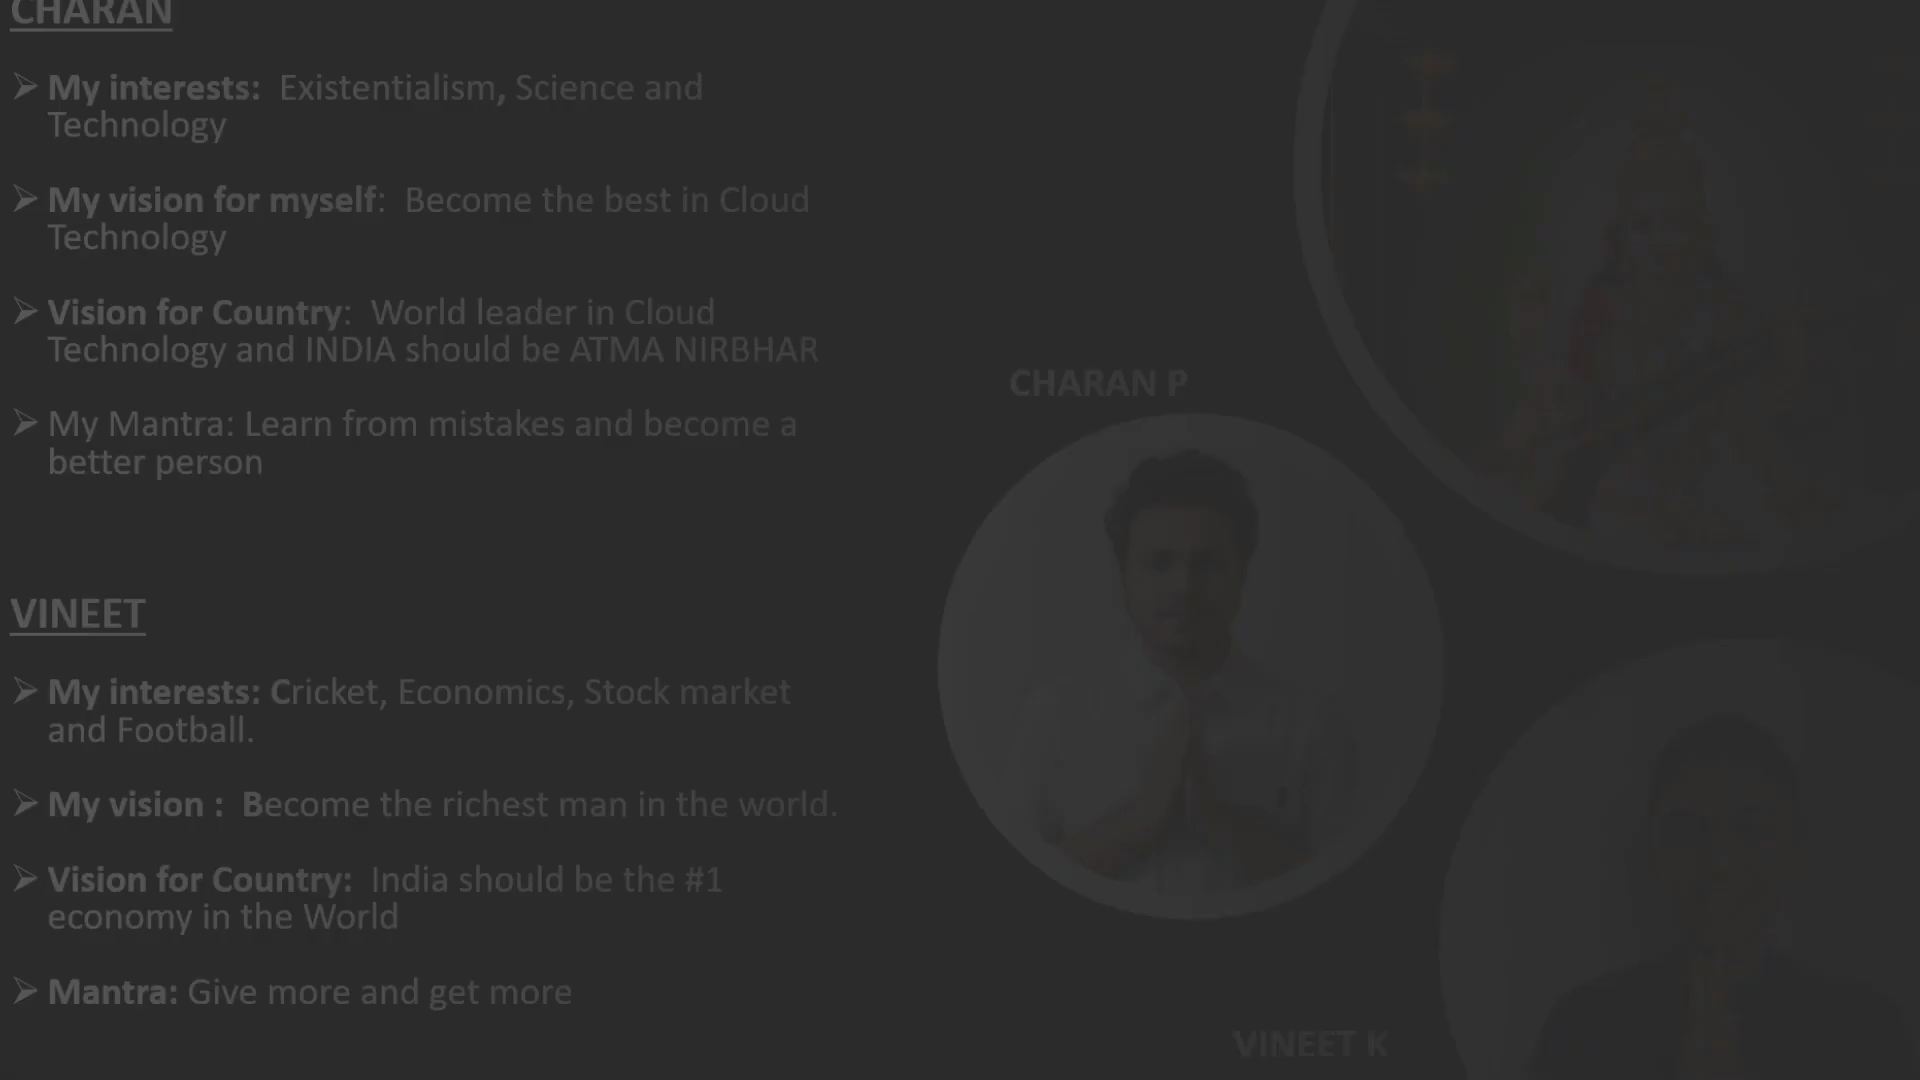 CHARAN
➢ My interests: Existentialism, Science and
Technology
➢ My vision for myself: Become the best in Cloud
Technology
➢ Vision for Country: World leader in Cloud
Technology and INDIA should be ATMA NIRBHAR
➢ My Mantra: Learn from mistakes and become a
better person
VINEET
➢ My interests: Cricket, Economics, Stock market
and Football.
➢ My vision : Become the richest man in the world.
➢ Vision for Country: India should be the #1
economy in the World
➢ Mantra: Give more and get more
CHARAN P
VINEET K